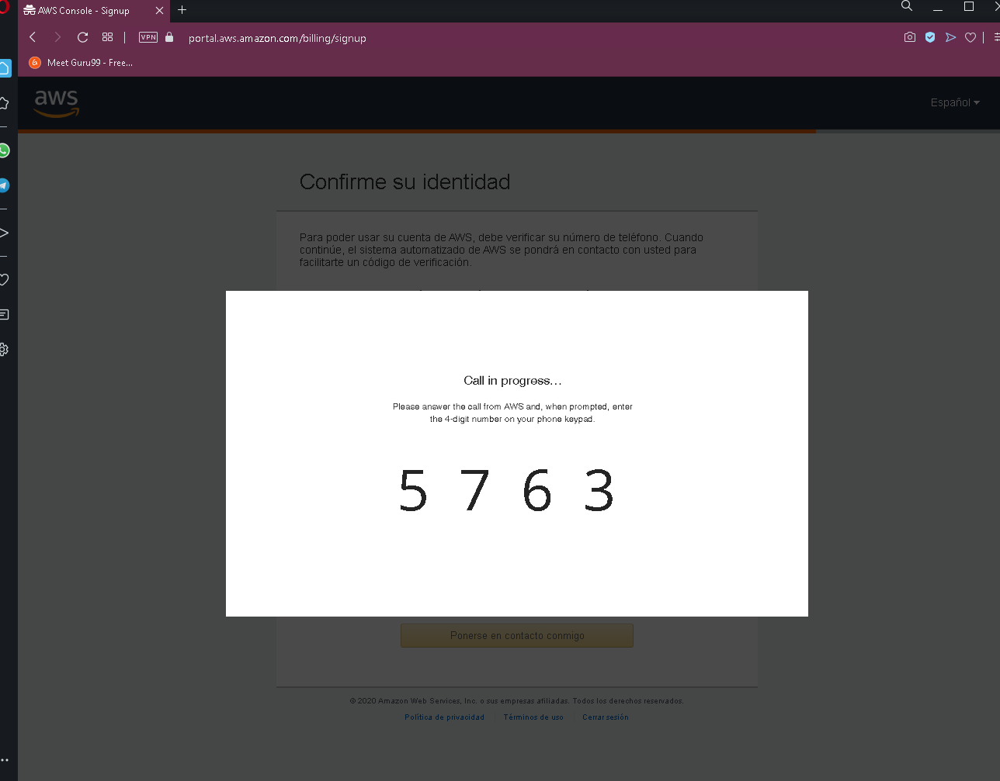 AWS Console - Signup
VPN
portal.aws.amazon.com/billing/signup
Meet Guru99 - Free...
aws
Español
Confirme su identidad
Para poder usar su cuenta de AWS, debe verificar su número de teléfono. Cuando
continúe, el sistema automatizado de AWS se pondrá en contacto con usted para
facilitarte un código de verificación.
Call in progress...
Please answer the call from AWS and, when prompted, enter
the 4-digit number on your phone keypad.
5 7 6 3
Ponerse en contacto conmigo
© 2020 Amazon Web Services, Inc. o sus empresas afiliadas. Todos los derechos reservados.
Política de privacidad | Términos de uso | Cerrar sesión